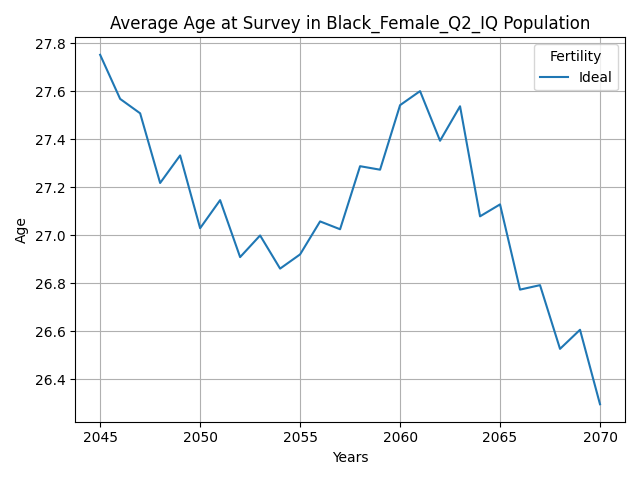 Average Age at Survey in Black_Female_Q2_IQ Population
27.8
27.6
27.4
27.2
27.0
26.8
26.6
26.4
Age
Fertility
Ideal
2045
2050
2055
2060
2065
2070
Years